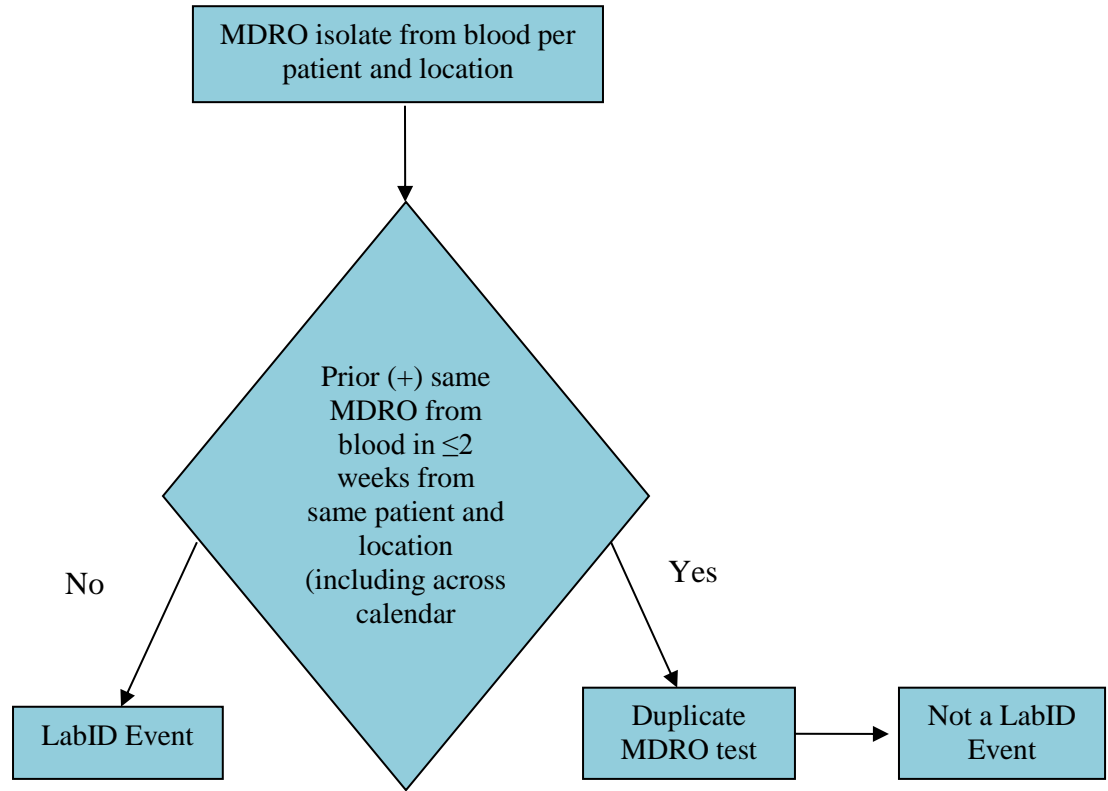 MDRO isolate from blood per
patient and location
Prior (+) same
MDRO from
blood in ≤2
weeks from
same patient and
location
(including across
calendar
No
Yes
LabID Event
Duplicate
MDRO test
Not a LabID
Event